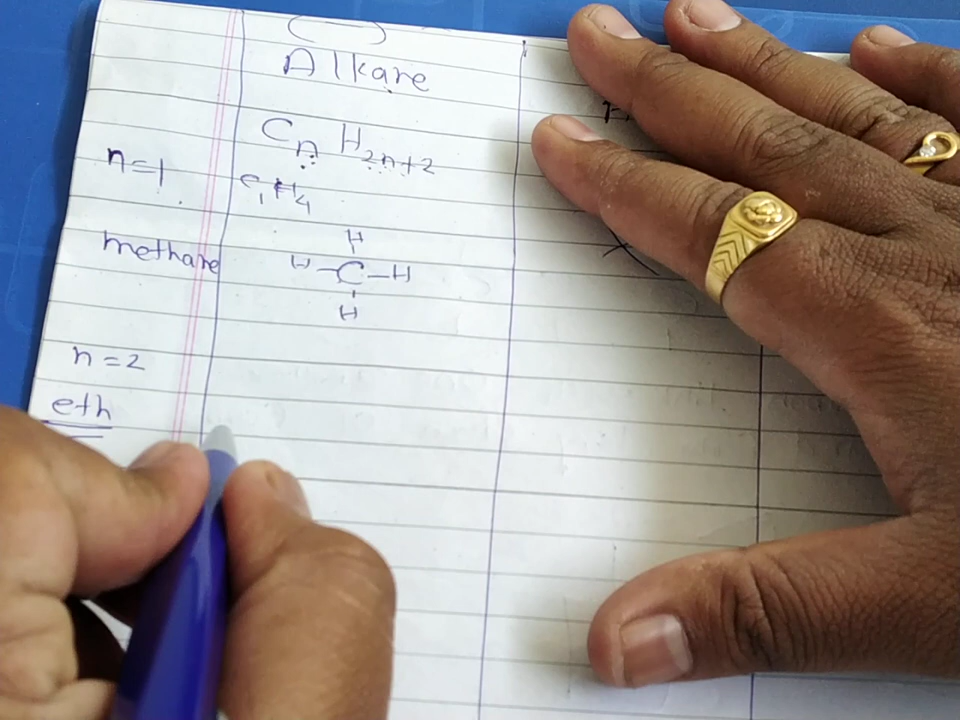 Alkane
CnH2n+2
n=1
C1H4
H
methane H-C-H
H
n=2
eth